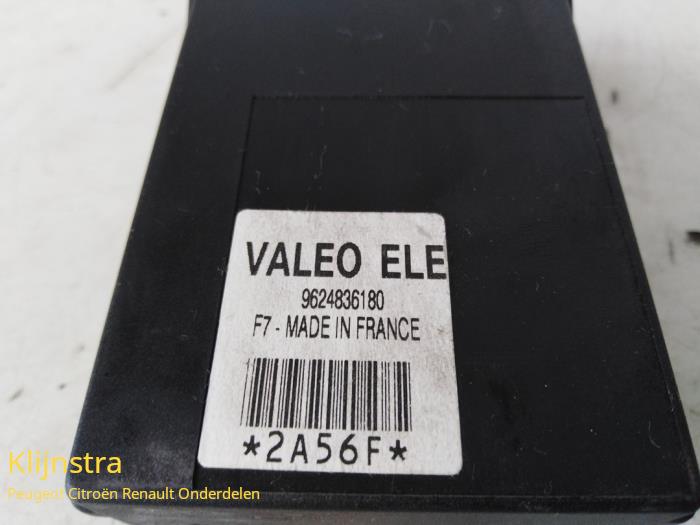 VALEO ELE
9624836180
F7 - MADE IN FRANCE
*2A56F*
Klijnstra
Peugeot Citroën Renault Onderdelen